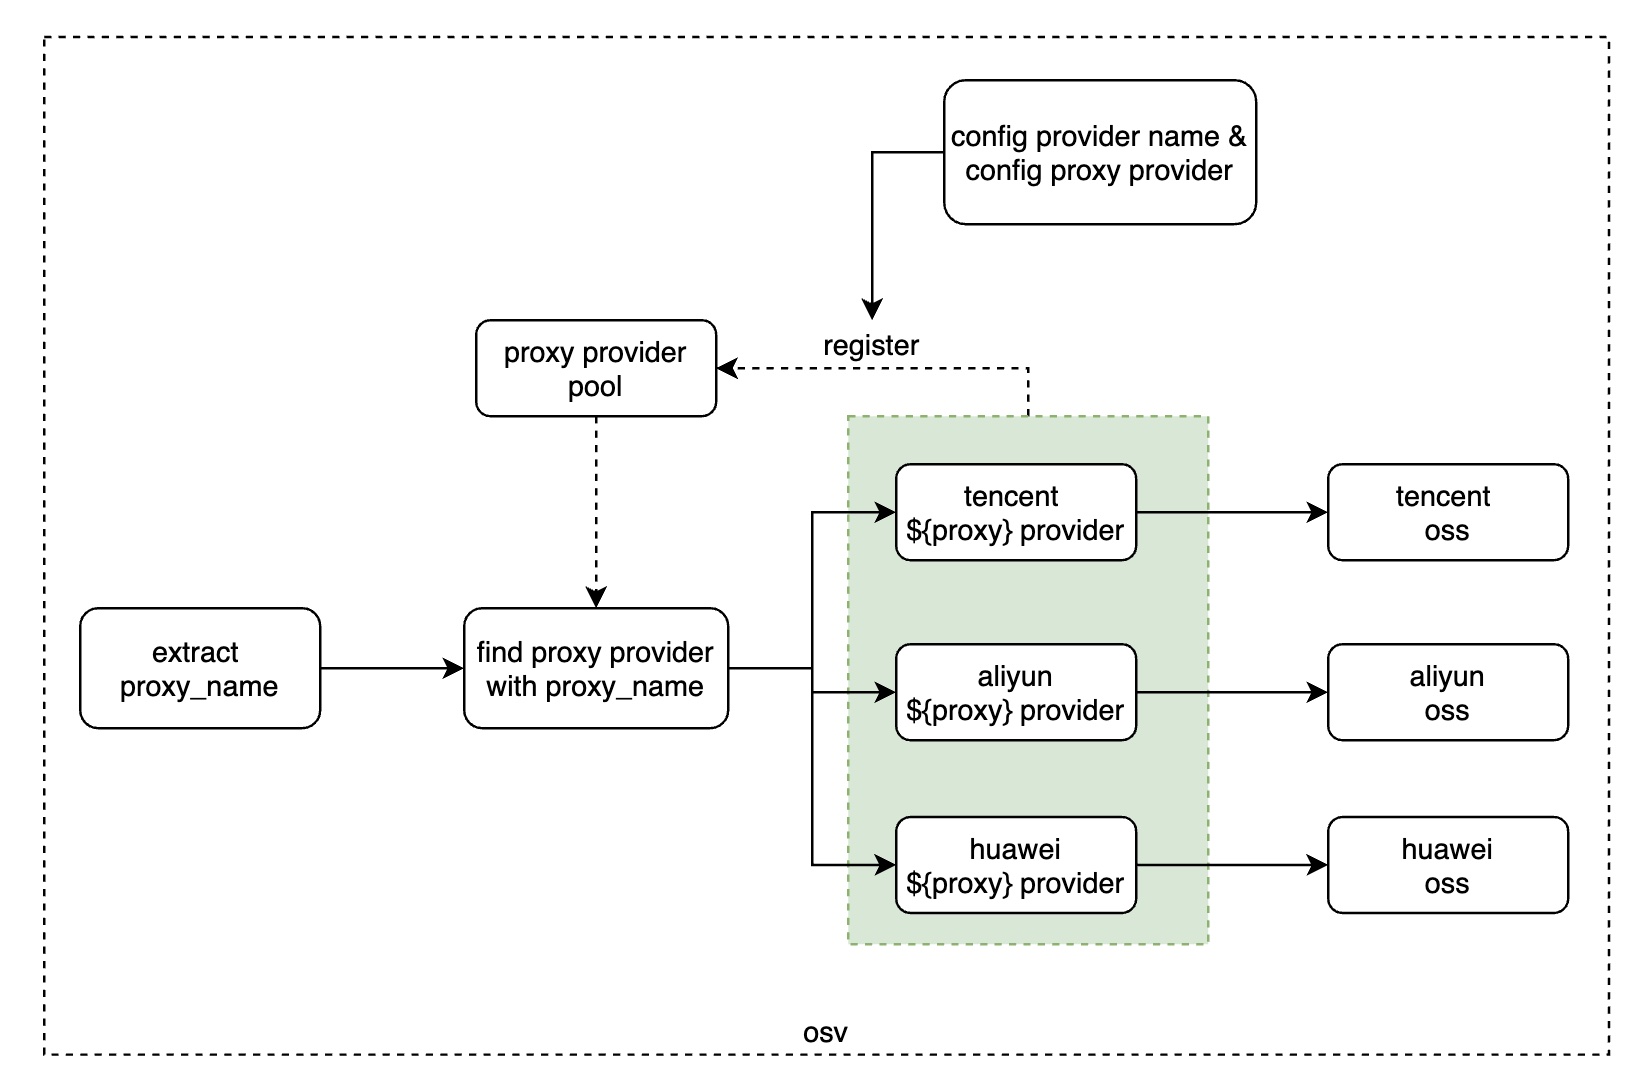 config provider name &
config proxy provider
register
proxy provider
pool
tencent
${proxy} provider
tencent
oss
extract
proxy_name
find proxy provider
with proxy_name
aliyun
${proxy} provider
aliyun
oss
huawei
${proxy} provider
huawei
oss
osv